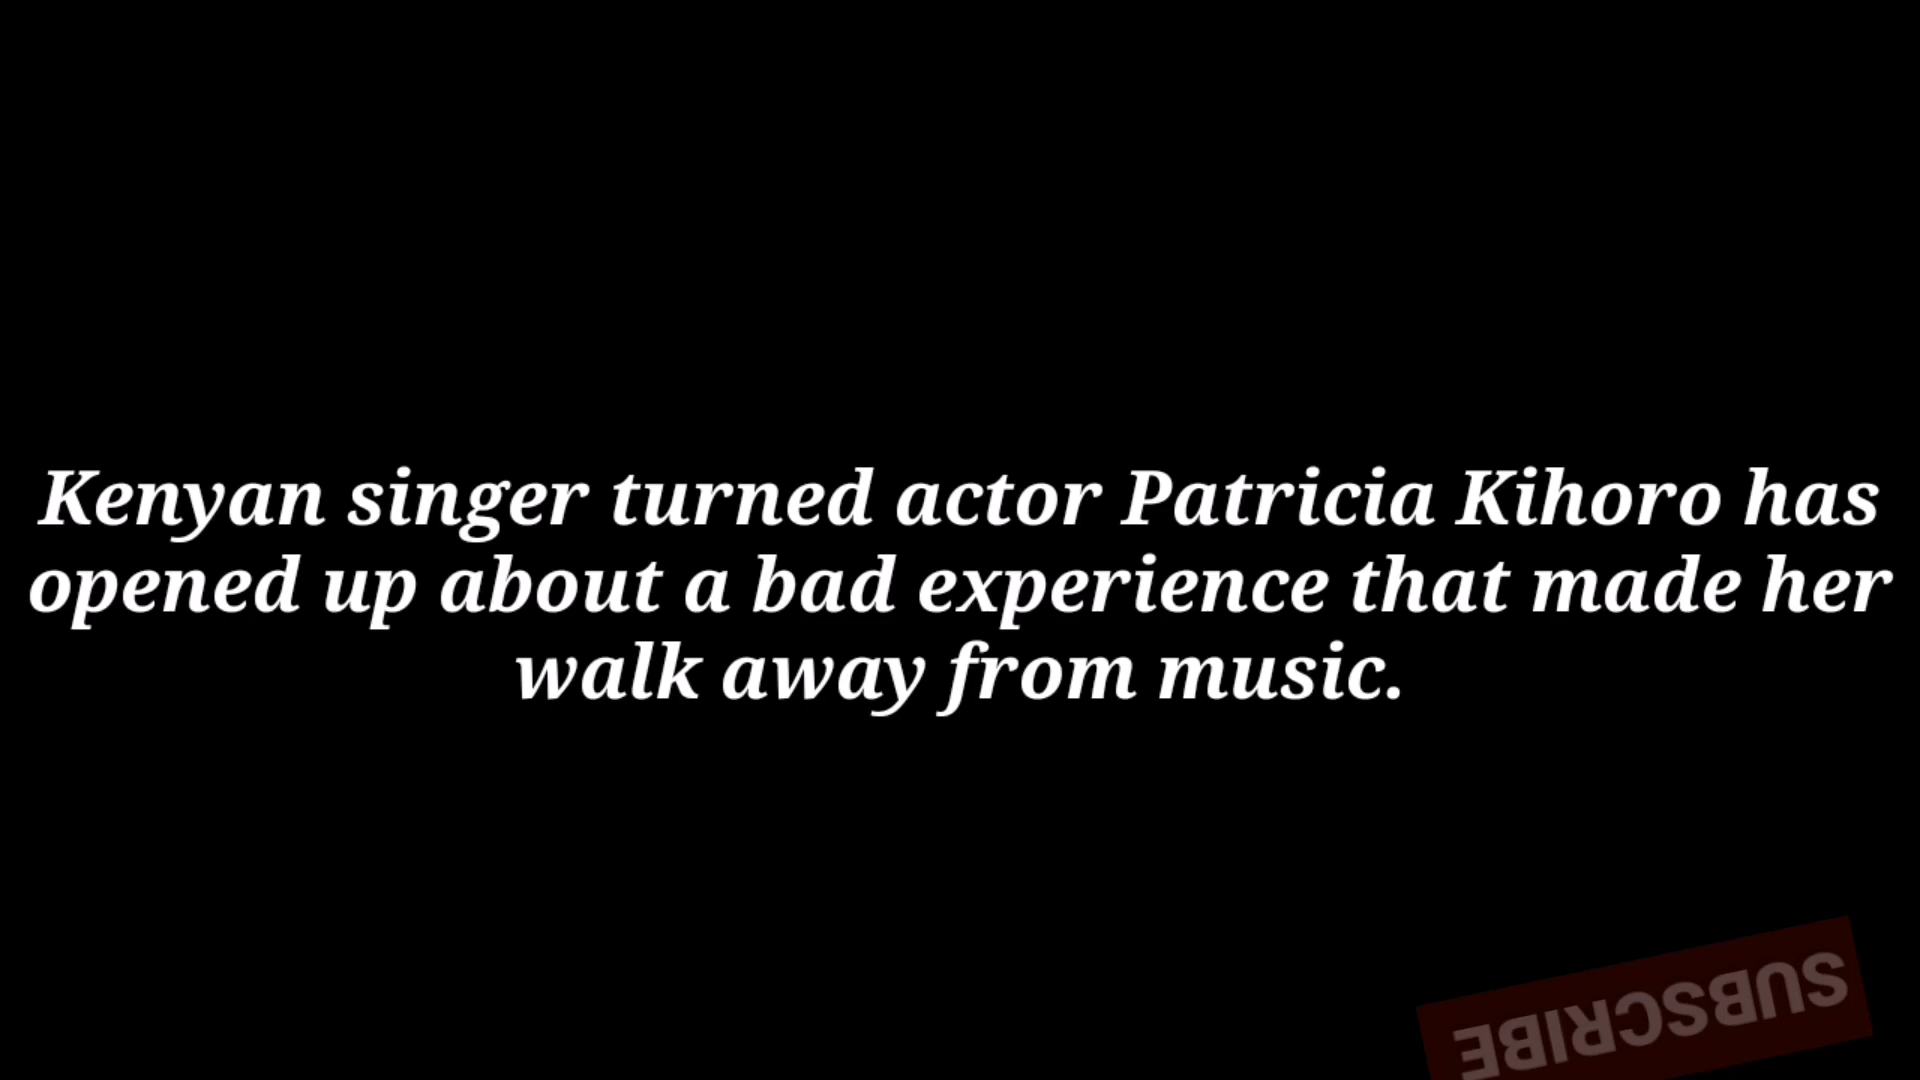 Kenyan singer turned actor Patricia Kihoro has
opened up about a bad experience that made her
walk away from music.
SUBSCRIBE